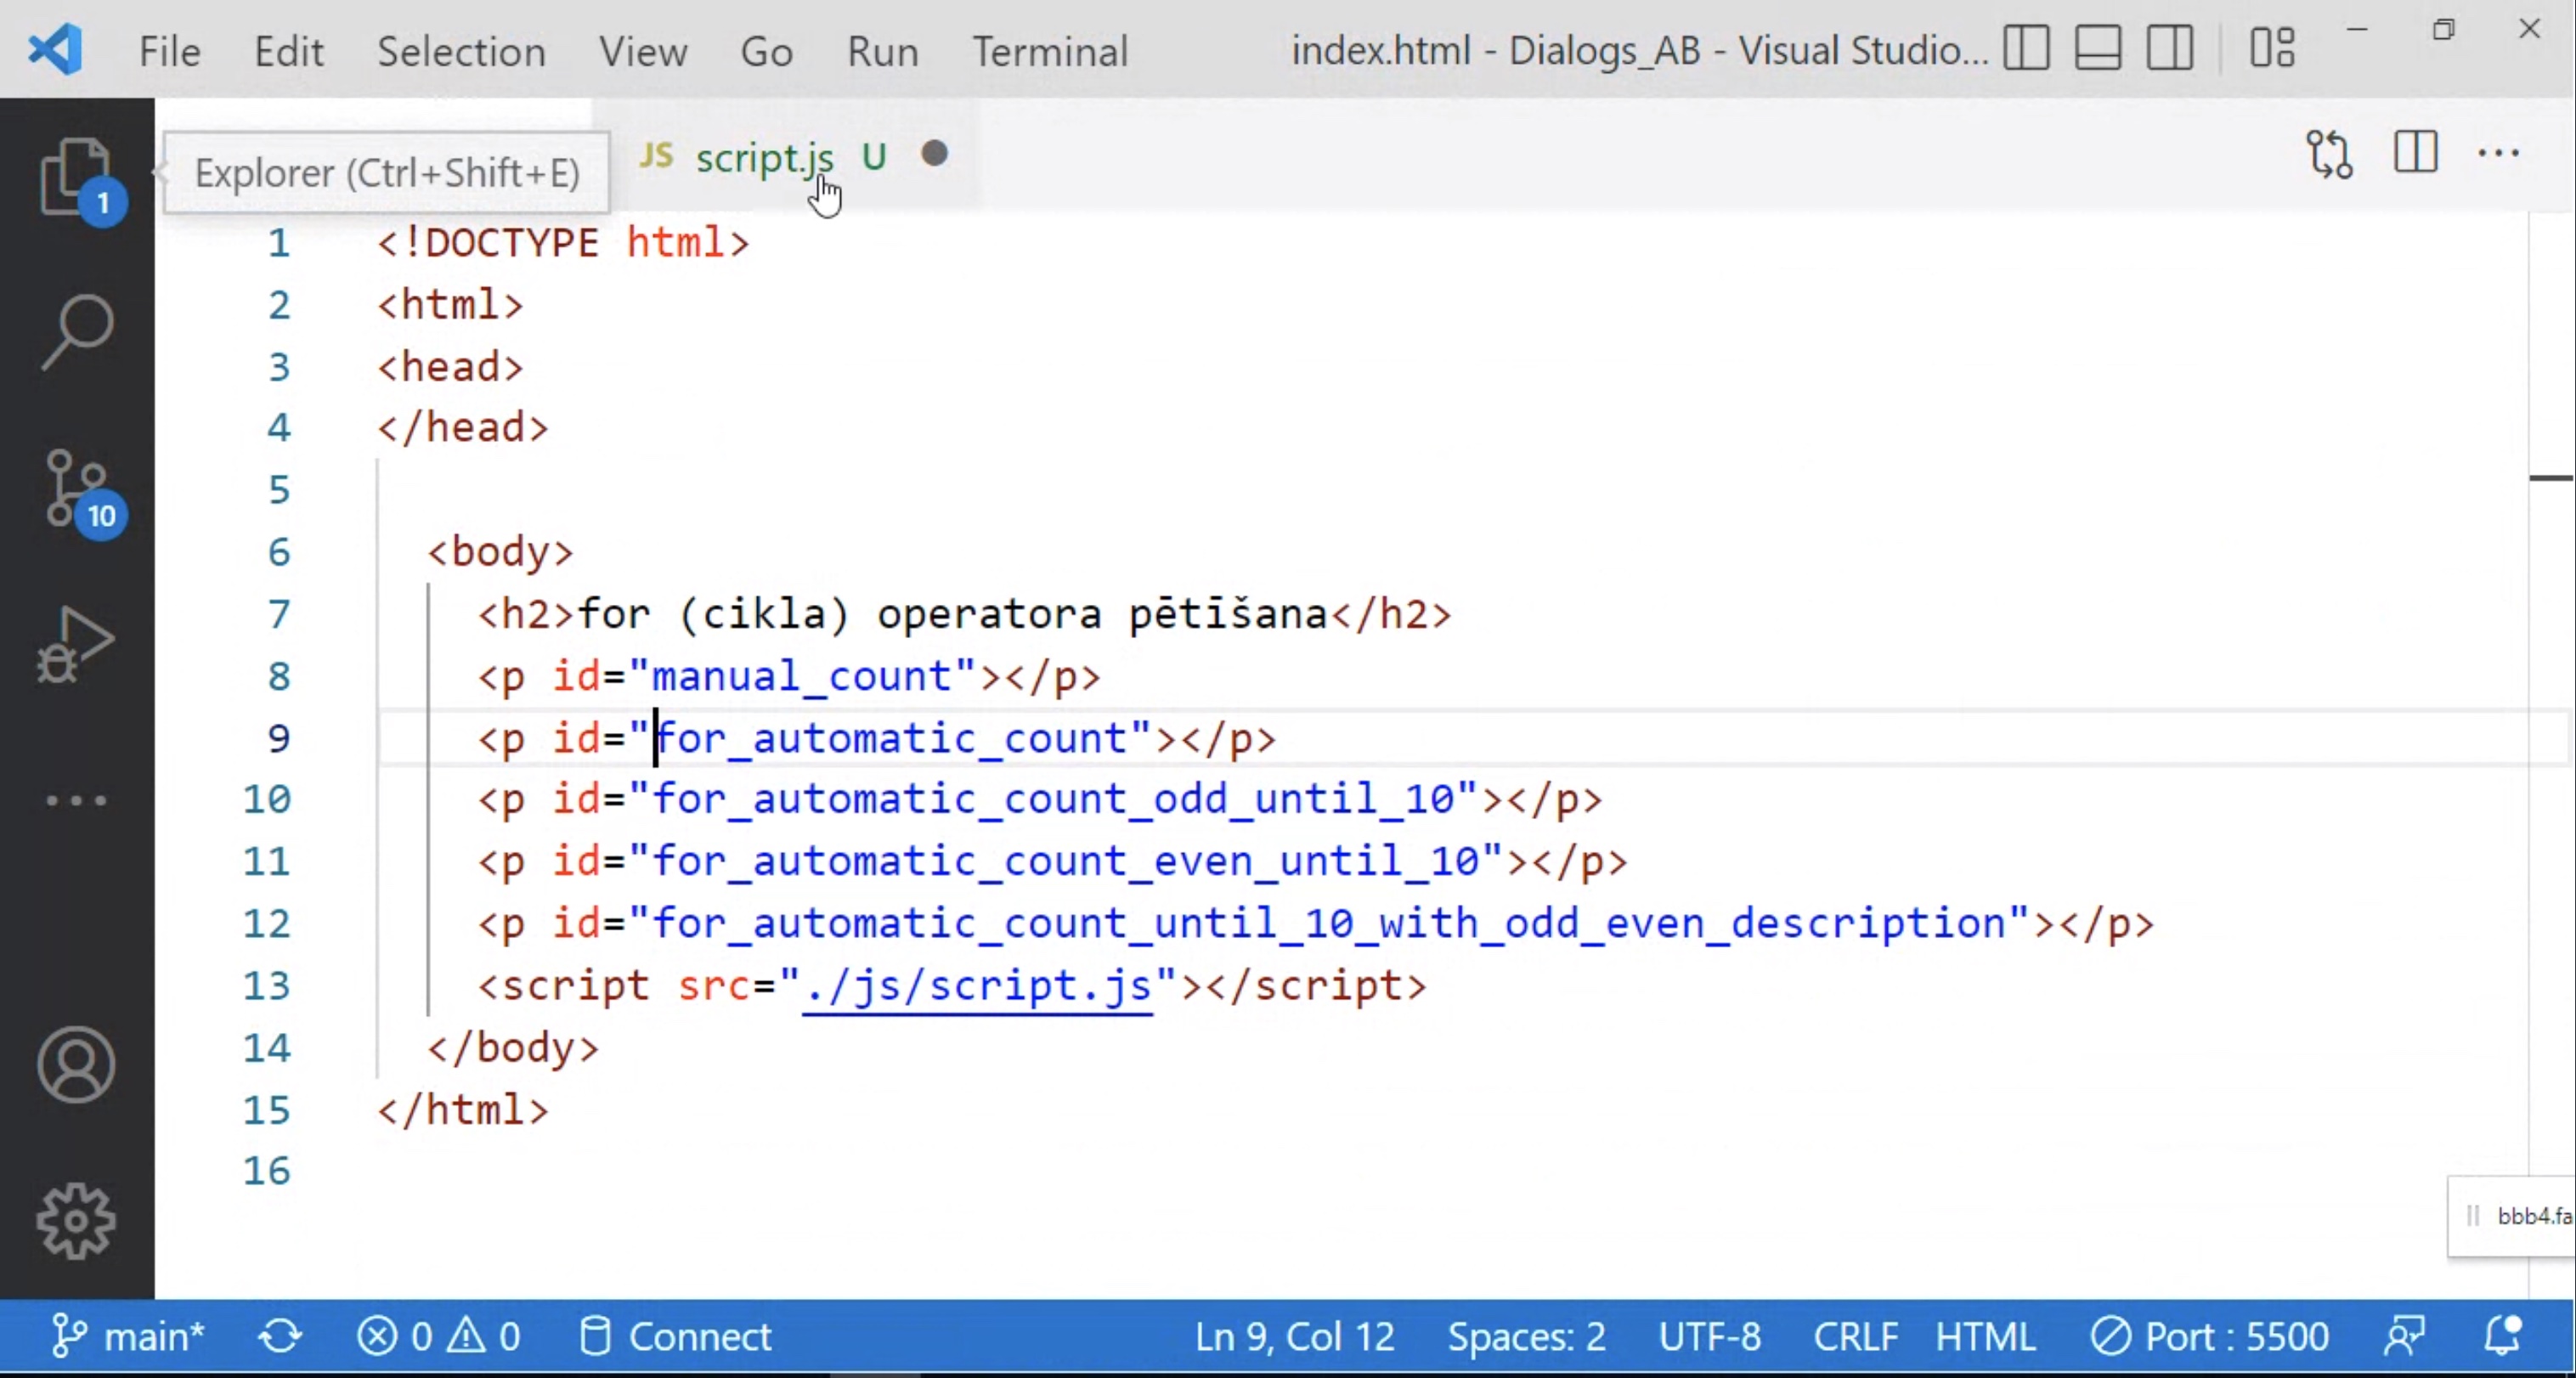 File Edit Selection View Go Run Terminal index.html - Dialogs_AB - Visual Studio...
1
Explorer (Ctrl+Shift+E)
JS script.js U
10
1 <!DOCTYPE html>
2 <html>
3 <head>
4 </head>
5
6 <body>
7 <h2>for (cikla) operatora pētīšana</h2>
8 <p id="manual_count"></p>
9 <p id="for_automatic_count"></p>
10 <p id="for_automatic_count_odd_until_10"></p>
11 <p id="for_automatic_count_even_until_10"></p>
12 <p id="for_automatic_count_until_10_with_odd_even_description"></p>
13 <script src="./js/script.js"></script>
14 </body>
15 </html>
16
bbb4.fa
main* 0 0 Connect Ln 9, Col 12 Spaces: 2 UTF-8 CRLF HTML Port : 5500